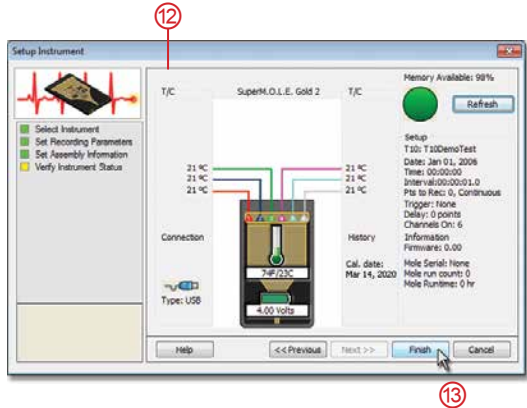 12
Setup Instrument
Select Instrument
Set Recording Parameters
Set Assembly Information
Verify Instrument Status
T/C
SuperM.O.L.E. Gold 2
T/C
21 ºC
21 ºC
21 ºC
21 ºC
21 ºC
21 ºC
Connection
Type: USB
74F/23C
4.00 Volts
History
Cal. date:
Mar 14, 2020
Memory Available: 98%
Refresh
Setup
T10: T10DemoTest
Date: Jan 01, 2006
Time: 00:00:00
Interval:00:00:01.0
Pts to Rec: 0, Continuous
Trigger: None
Delay: 0 points
Channels On: 6
Information
Firmware: 0.00
Mole Serial: None
Mole run count: 0
Mole Runtime: 0 hr
Help
<< Previous
Next >>
Finish
Cancel
13